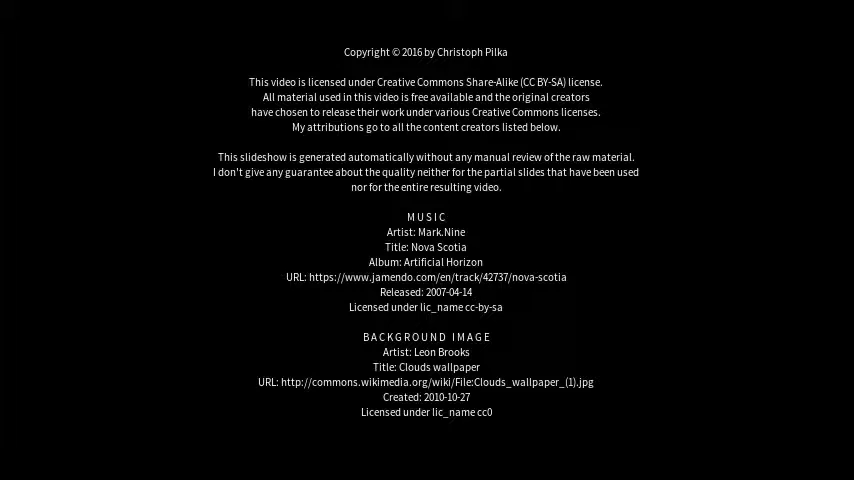 Copyright © 2016 by Christoph Pilka
This video is licensed under Creative Commons Share-Alike (CC BY-SA) license.
All material used in this video is free available and the original creators
have chosen to release their work under various Creative Commons licenses.
My attributions go to all the content creators listed below.
This slideshow is generated automatically without any manual review of the raw material.
I don't give any guarantee about the quality neither for the partial slides that have been used
nor for the entire resulting video.
M U S I C
Artist: Mark.Nine
Title: Nova Scotia
Album: Artificial Horizon
URL: https://www.jamendo.com/en/track/42737/nova-scotia
Released: 2007-04-14
Licensed under lic_name cc-by-sa
B A C K G R O U N D   I M A G E
Artist: Leon Brooks
Title: Clouds wallpaper
URL: http://commons.wikimedia.org/wiki/File:Clouds_wallpaper_(1).jpg
Created: 2010-10-27
Licensed under lic_name cc0